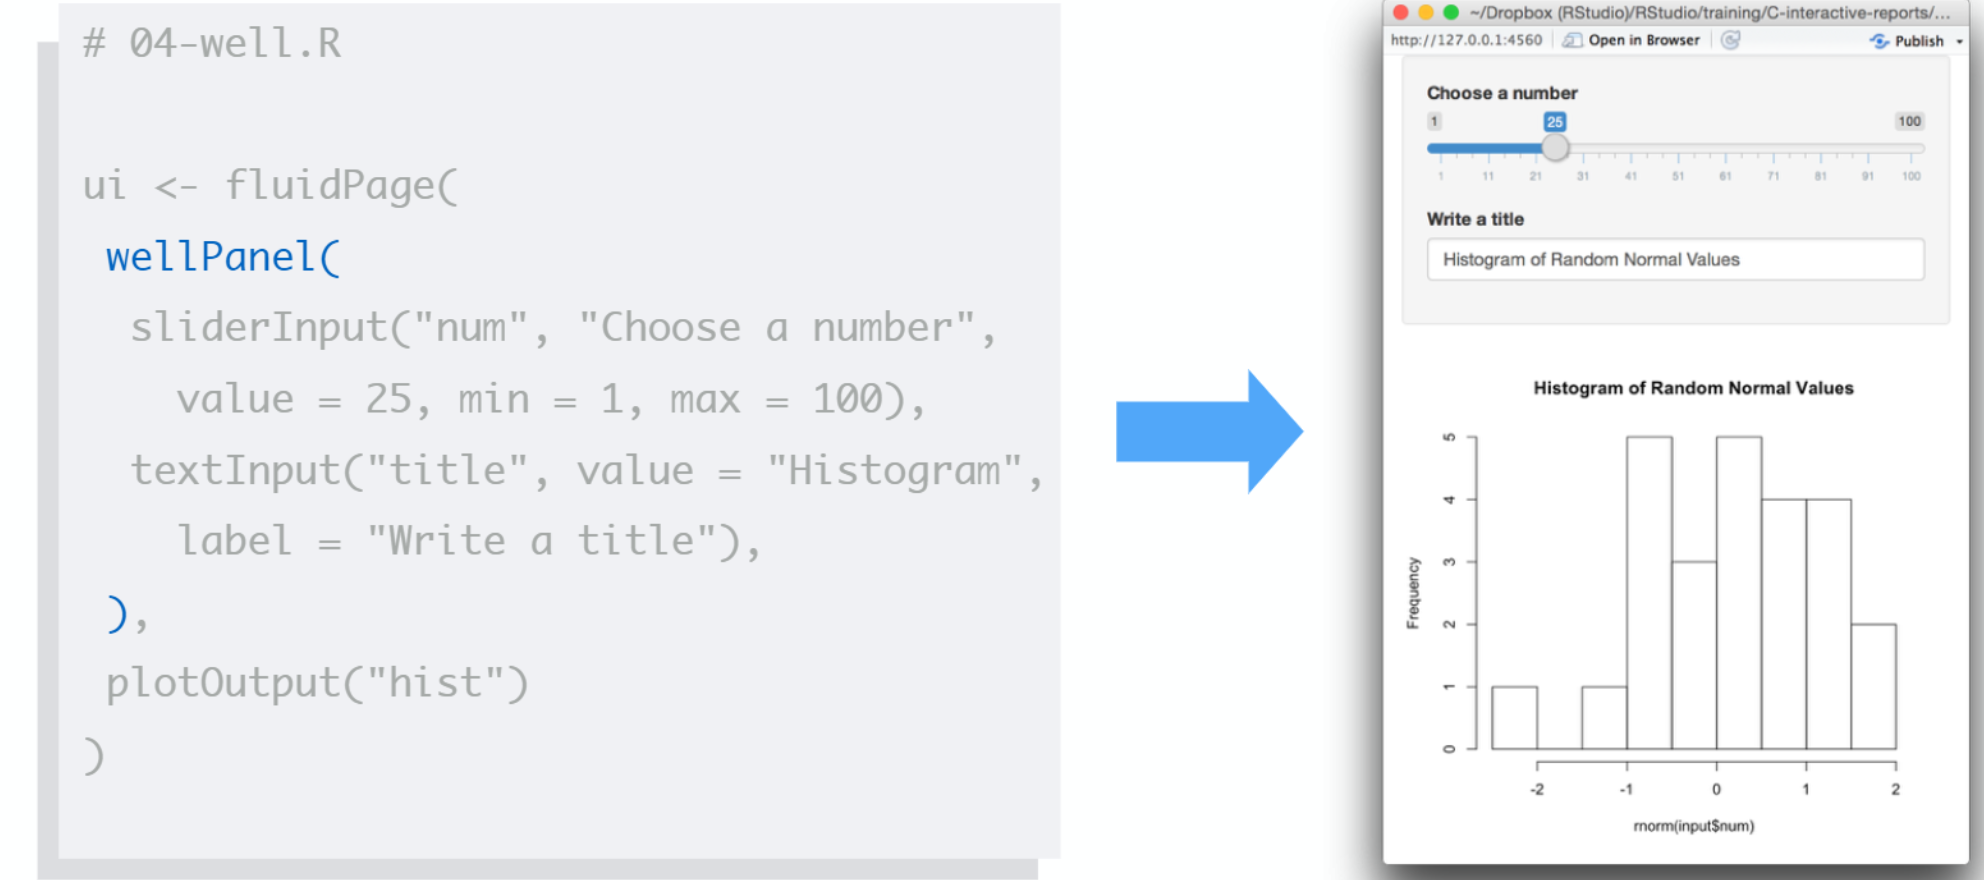 # 04-well.R
ui <- fluidPage(
wellPanel(
sliderInput("num", "Choose a number",
value = 25, min = 1, max = 100),
textInput("title", value = "Histogram",
label = "Write a title"),
),
plotOutput("hist")
)
~/Dropbox (RStudio)/RStudio/training/C-interactive-reports/...
http://127.0.0.1:4560 Open in Browser Publish
Choose a number
1 25 100
1 11 21 31 41 51 61 71 81 91 100
Write a title
Histogram of Random Normal Values
Histogram of Random Normal Values
5
4
3
2
1
0
Frequency
-2 -1 0 1 2
rnorm(input$num)